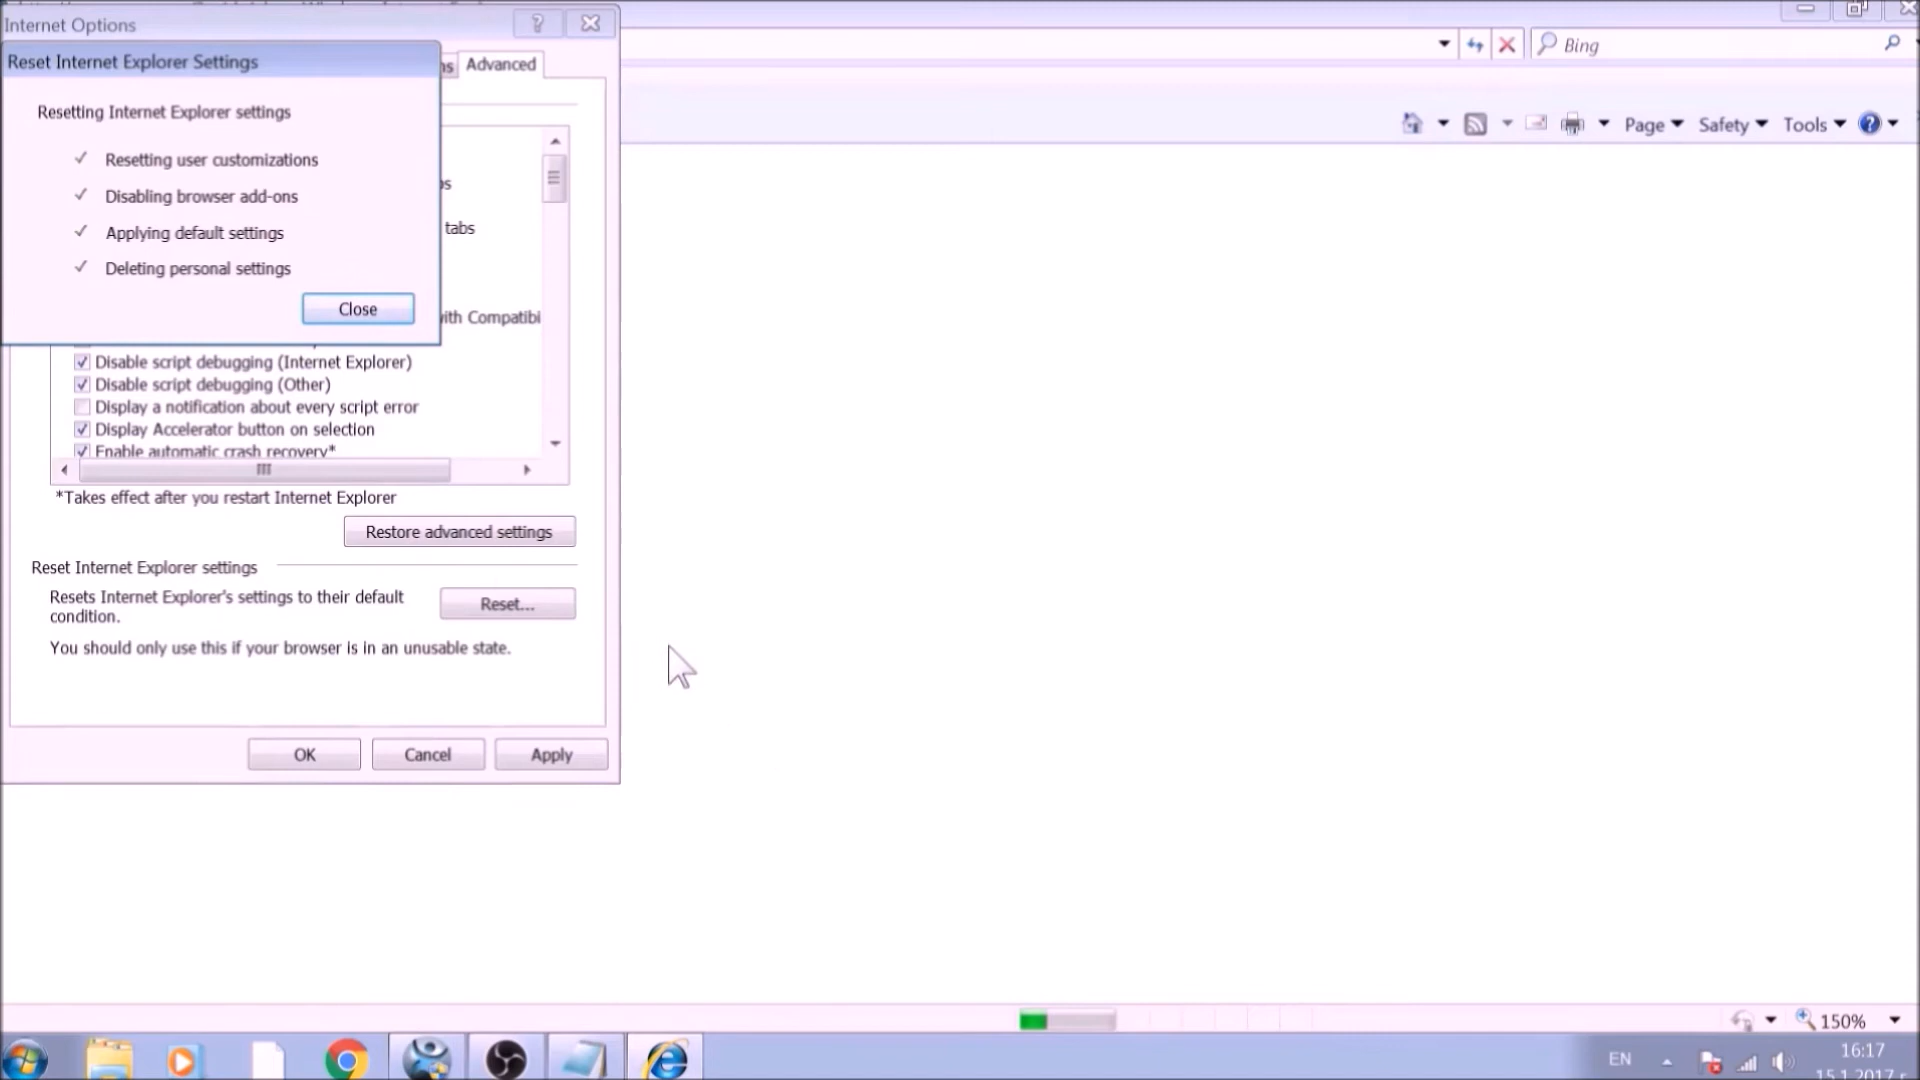 Internet Options
Reset Internet Explorer Settings
Advanced
Bing
Resetting Internet Explorer settings
Resetting user customizations
Disabling browser add-ons
Applying default settings
Deleting personal settings
Close
tabs
with Compatibi
Page
Safety
Tools
Disable script debugging (Internet Explorer)
Disable script debugging (Other)
Display a notification about every script error
Display Accelerator button on selection
Enable automatic crash recovery*
*Takes effect after you restart Internet Explorer
Restore advanced settings
Reset Internet Explorer settings
Resets Internet Explorer's settings to their default
condition.
Reset...
You should only use this if your browser is in an unusable state.
OK
Cancel
Apply
150%
EN
16:17
15.1.2017 г.